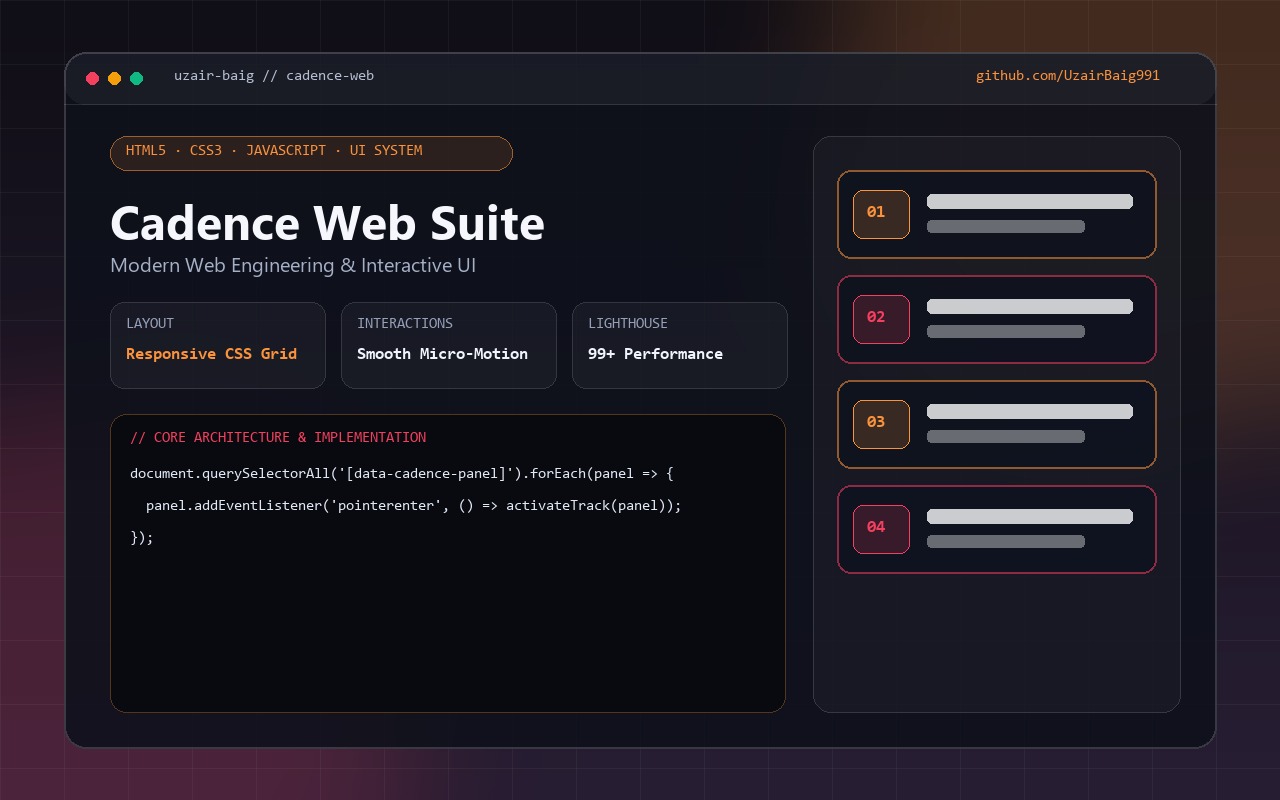 uzair-baig // cadence-web
github.com/UzairBaig991
HTML5 · CSS3 · JAVASCRIPT · UI SYSTEM
Cadence Web Suite
Modern Web Engineering & Interactive UI
LAYOUT
Responsive CSS Grid
INTERACTIONS
Smooth Micro-Motion
LIGHTHOUSE
99+ Performance
// CORE ARCHITECTURE & IMPLEMENTATION
document.querySelectorAll('[data-cadence-panel]').forEach(panel => {
  panel.addEventListener('pointerenter', () => activateTrack(panel));
});
01
02
03
04